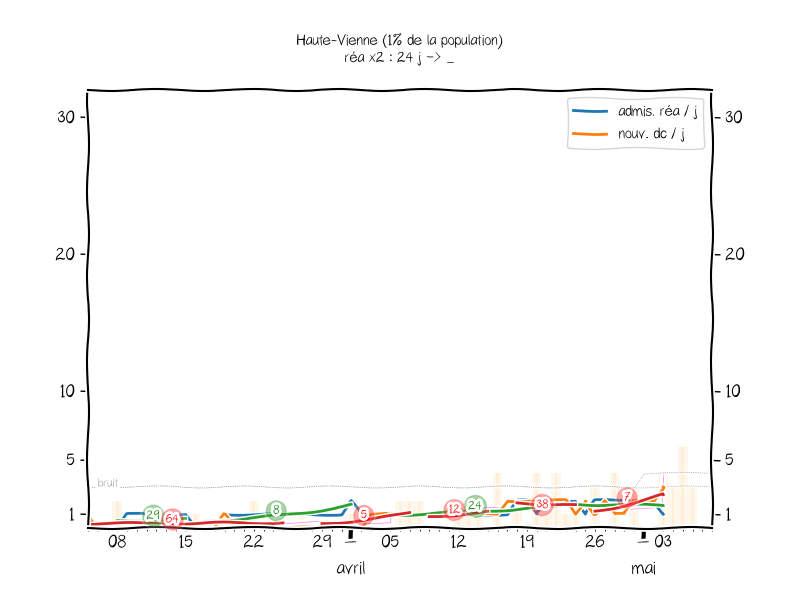 Haute-Vienne (1% de la population)
réa x2 : 24 j -> _
admis. réa / j
nouv. dc / j
30 30
20 20
10 10
5 5
1 1
bruit
29 64 8 5 12 24 38 7
08 15 22 29 05 12 19 26 03
avril mai